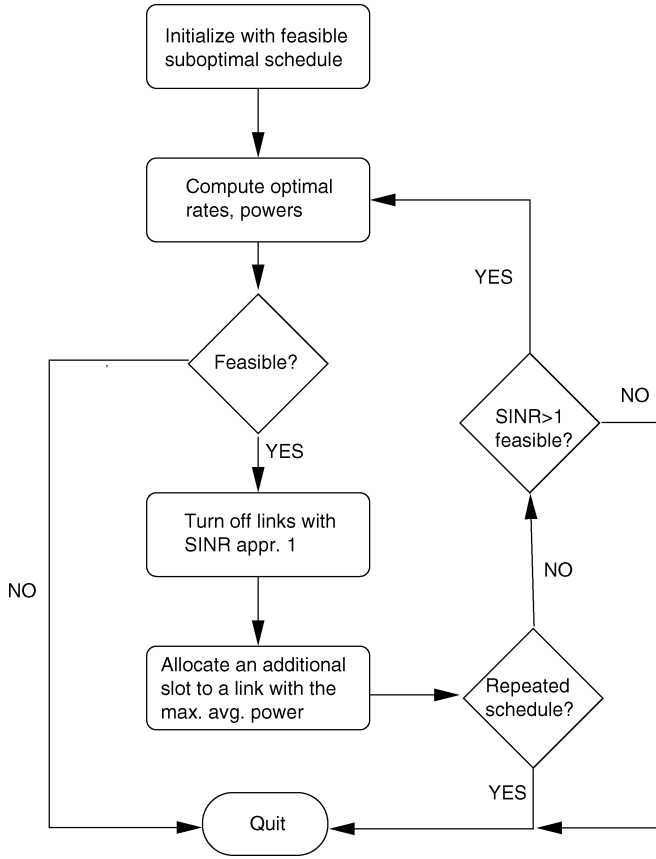 Initialize with feasible
suboptimal schedule
Compute optimal
rates, powers
YES
Feasible?
NO
SINR>1
feasible?
YES
Turn off links with
SINR appr. 1
NO
NO
Allocate an additional
slot to a link with the
max. avg. power
Repeated
schedule?
YES
Quit